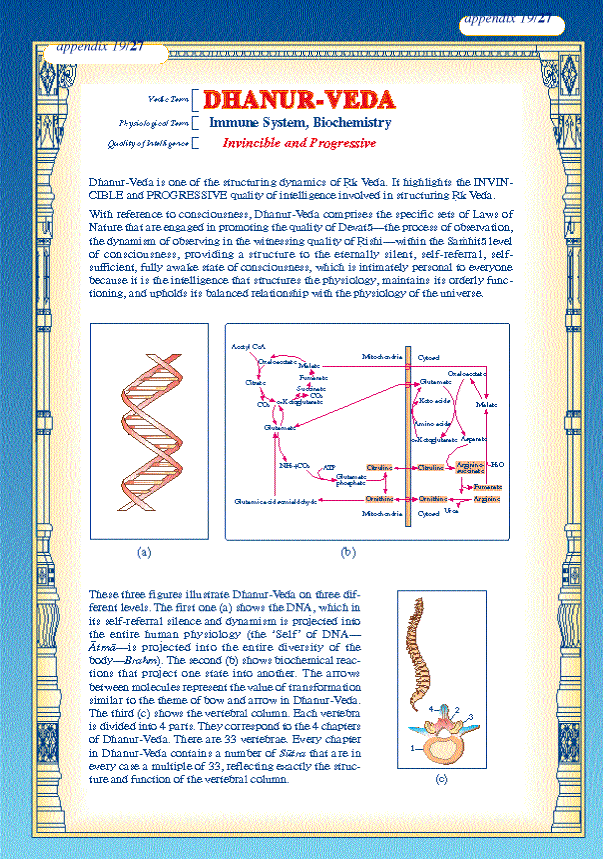 appendix 19/27
appendix 19/27
Vedic Term
DHANUR-VEDA
Physiological Term
Immune System, Biochemistry
Quality of Intelligence
Invincible and Progressive
Dhanur-Veda is one of the structuring dynamics of Ṛk Veda. It highlights the INVIN-
CIBLE and PROGRESSIVE quality of intelligence involved in structuring Ṛk Veda.
With reference to consciousness, Dhanur-Veda comprises the specific sets of Laws of
Nature that are engaged in promoting the quality of Devatā—the process of observation,
the dynamism of observing in the witnessing quality of Ṛishi—within the Saṁhitā level
of consciousness, providing a structure to the eternally silent, self-referral, self-
sufficient, fully awake state of consciousness, which is intimately personal to everyone
because it is the intelligence that structures the physiology, maintains its orderly func-
tioning, and upholds its balanced relationship with the physiology of the universe.
Acetyl CoA
Oxaloacetate
Malate
Fumarate
Succinate
CO₂
Citrate
CO₂
α-Ketoglutarate
Glutamate
NH₄+CO₂
ATP
Glutamate
phosphate
Glutamic acid semialdehyde
Mitochondria
Cytosol
Oxaloacetate
Glutamate
Keto acids
Malate
Amino acids
α-Ketoglutarate
Aspartate
Citruline
Citruline
Arginino-
succinate
H₂O
Fumarate
Ornithine
Ornithine
Arginine
Urea
Mitochondria
Cytosol
(a)
(b)
These three figures illustrate Dhanur-Veda on three dif-
ferent levels. The first one (a) shows the DNA, which in
its self-referral silence and dynamism is projected into
the entire human physiology (the ‘Self’ of DNA—
Ātmā—is projected into the entire diversity of the
body—Brahm). The second (b) shows biochemical reac-
tions that project one state into another. The arrows
between molecules represent the value of transformation
similar to the theme of bow and arrow in Dhanur-Veda.
The third (c) shows the vertebral column. Each vertebra
is divided into 4 parts. They correspond to the 4 chapters
of Dhanur-Veda. There are 33 vertebrae. Every chapter
in Dhanur-Veda contains a number of Sūtra that are in
every case a multiple of 33, reflecting exactly the struc-
ture and function of the vertebral column.
4
2
3
1
(c)